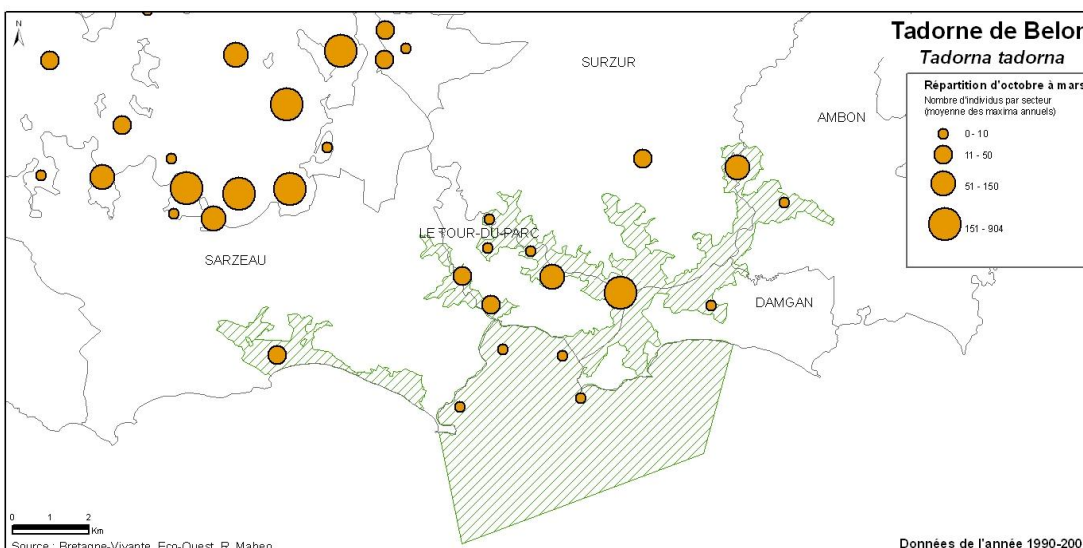 N
Tadorne de Belon
Tadorna tadorna
SURZUR
Répartition d'octobre à mars
Nombre d'individus par secteur
(moyenne des maxima annuels)
0 - 10
11 - 50
51 - 150
151 - 904
AMBON
LE TOUR-DU-PARC
SARZEAU
DAMGAN
0 1 2
Km
Source : Bretagne-Vivante, Eco-Ouest, R. Maheo
Données de l'année 1990-200